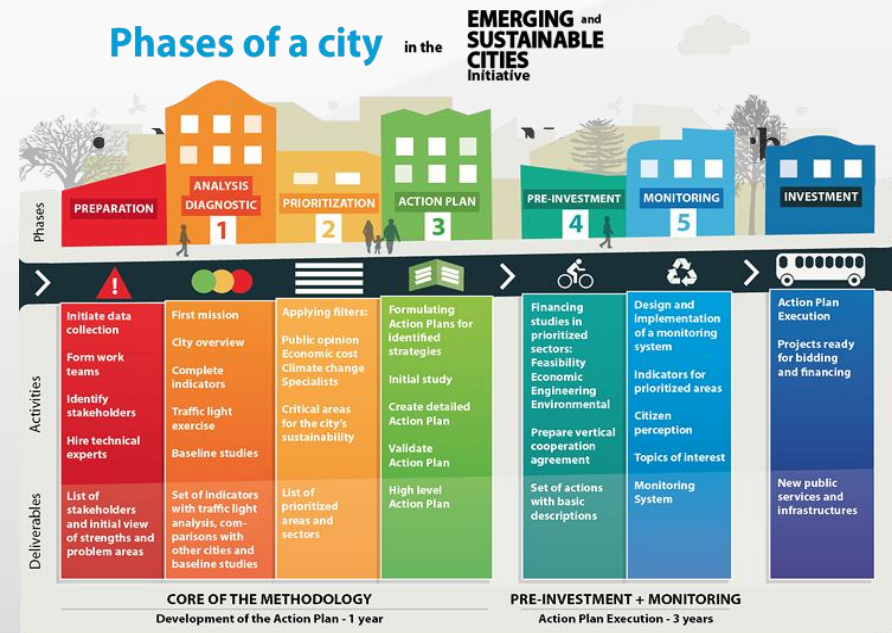 Phases of a city in the
EMERGING and
SUSTAINABLE
CITIES
Initiative
Phases
PREPARATION
ANALYSIS
DIAGNOSTIC
1
PRIORITIZATION
2
ACTION PLAN
3
PRE-INVESTMENT
4
MONITORING
5
INVESTMENT
!
Activities
Initiate data
collection
Form work
teams
Identify
stakeholders
Hire technical
experts
First mission
City overview
Complete
indicators
Traffic light
exercise
Baseline studies
Applying filters:
Public opinion
Economic cost
Climate change
Specialists
Critical areas
for the city's
sustainability
Formulating
Action Plans for
identified
strategies
Initial study
Create detailed
Action Plan
Validate
Action Plan
Financing
studies in
prioritized
sectors:
Feasibility
Economic
Engineering
Environmental
Prepare vertical
cooperation
agreement
Design and
implementation
of a monitoring
system
Indicators for
prioritized areas
Citizen
perception
Topics of interest
Action Plan
Execution
Projects ready
for bidding
and financing
Deliverables
List of
stakeholders
and initial view
of strengths and
problem areas
Set of indicators
with traffic light
analysis, com-
parisons with
other cities and
baseline studies
List of
prioritized
areas and
sectors
High level
Action Plan
Set of actions
with basic
descriptions
Monitoring
System
New public
services and
infrastructures
CORE OF THE METHODOLOGY
Development of the Action Plan - 1 year
PRE-INVESTMENT + MONITORING
Action Plan Execution - 3 years